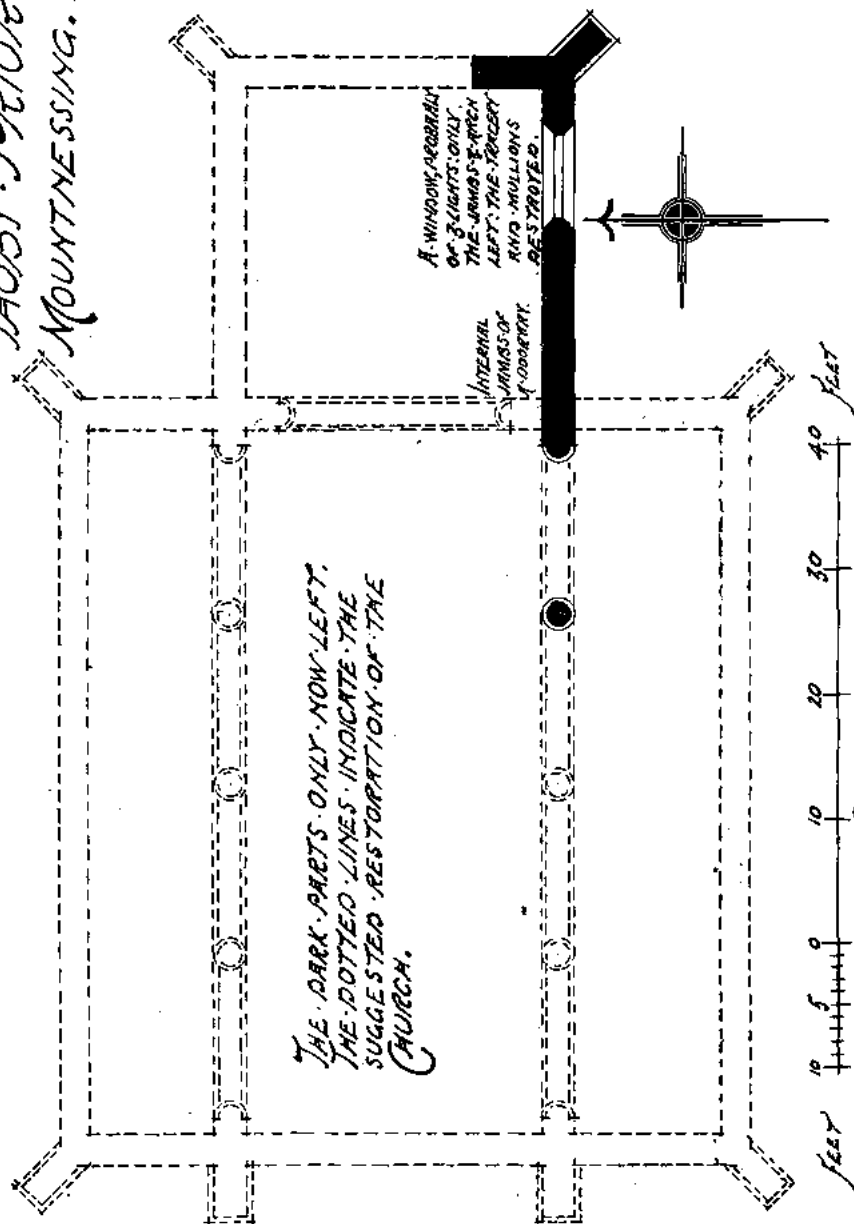 MOUNTNESSING.
THE·DARK·PARTS·ONLY·NOW·LEFT.
THE·DOTTED·LINES·INDICATE·THE
SUGGESTED·RESTORATION·OF·THE
CHURCH.
A·WINDOW, PROBABLY
OF·3·LIGHTS: ONLY
THE·JAMBS·&·ARCH
LEFT: THE·TRACERY
AND·MULLIONS
DESTROYED.
INTERNAL
JAMBS·OF
A·DOORWAY.
FEET 10 5 0 10 20 30 40 FEET